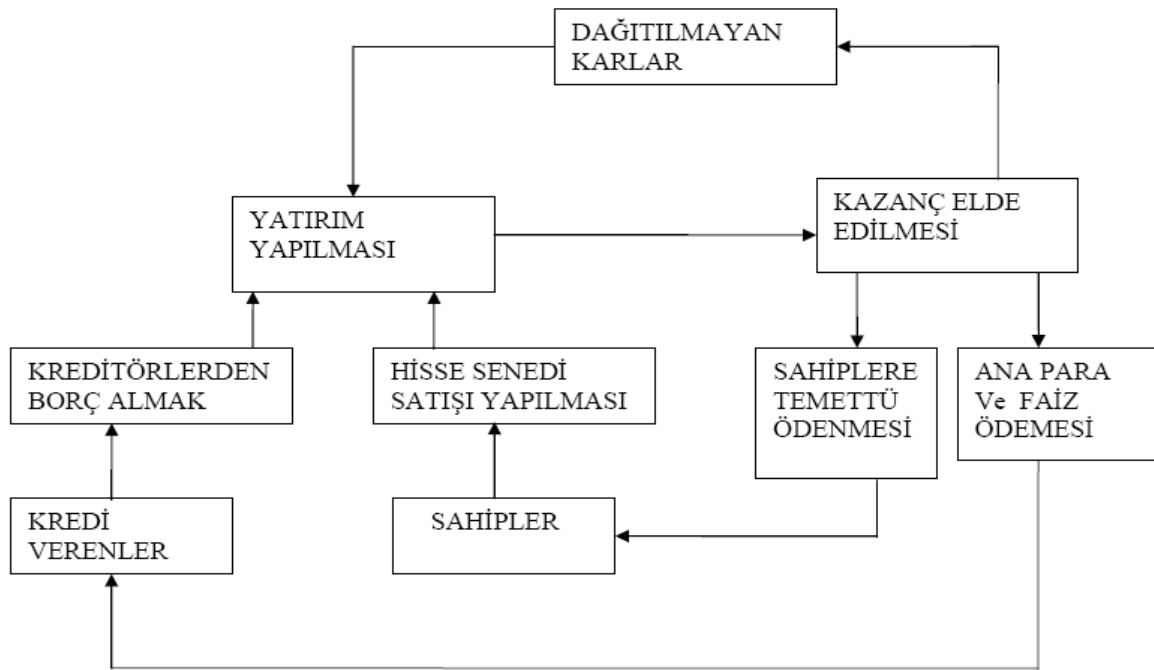 DAĞITILMAYAN
KARLAR
YATIRIM
YAPILMASI
KAZANÇ ELDE
EDİLMESİ
KREDİTÖRLERDEN
BORÇ ALMAK
HİSSE SENEDİ
SATIŞI YAPILMASI
SAHİPLERE
TEMETTÜ
ÖDENMESİ
ANA PARA
Ve FAİZ
ÖDEMESİ
KREDİ
VERENLER
SAHİPLER